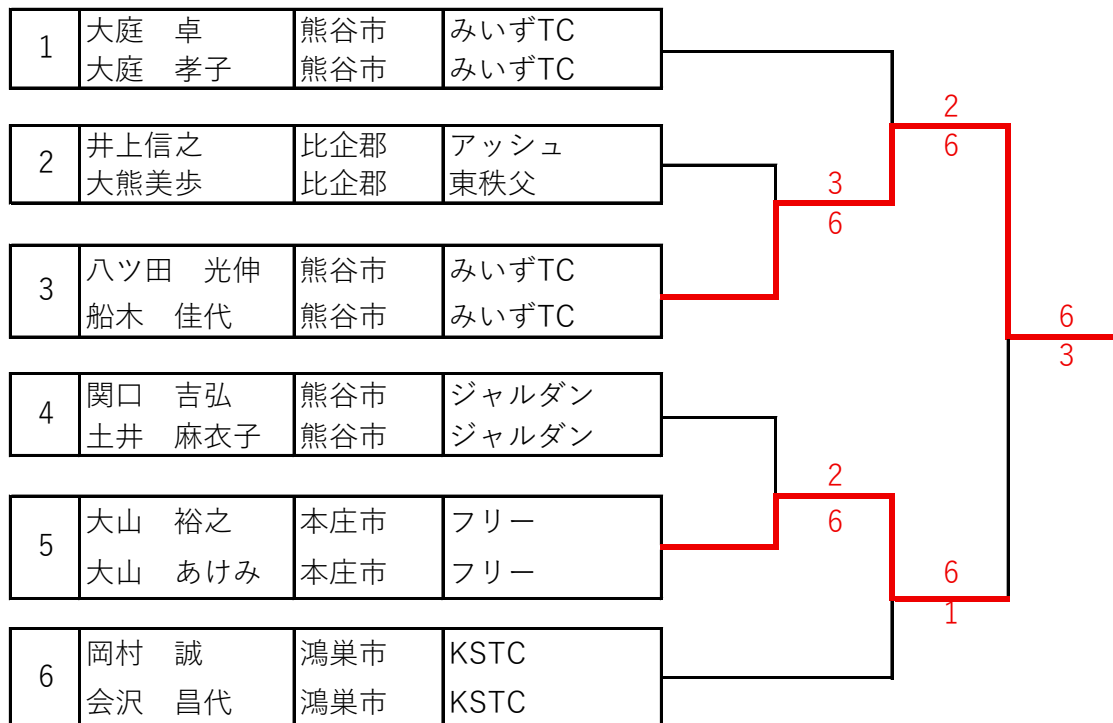 1 大庭　卓 熊谷市 みいずTC
大庭　孝子 熊谷市 みいずTC
2 井上信之 比企郡 アッシュ
大熊美歩 比企郡 東秩父
3 八ツ田　光伸 熊谷市 みいずTC
船木　佳代 熊谷市 みいずTC
4 関口　吉弘 熊谷市 ジャルダン
土井　麻衣子 熊谷市 ジャルダン
5 大山　裕之 本庄市 フリー
大山　あけみ 本庄市 フリー
6 岡村　誠 鴻巣市 KSTC
会沢　昌代 鴻巣市 KSTC
3
6
2
6
2
6
6
1
6
3